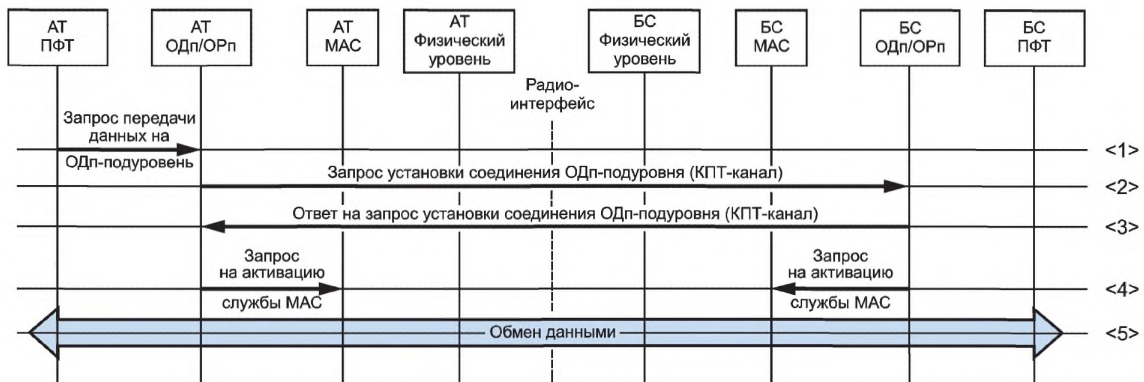 АТ
ПФТ
АТ
ОДп/ОРп
АТ
МАС
АТ
Физический
уровень
БС
Физический
уровень
БС
МАС
БС
ОДп/ОРп
БС
ПФТ
Радио-
интерфейс
Запрос передачи
данных на
ОДп-подуровень
<1>
Запрос установки соединения ОДп-подуровня (КПТ-канал)
<2>
Ответ на запрос установки соединения ОДп-подуровня (КПТ-канал)
<3>
Запрос
на активацию
службы МАС
Запрос
на активацию
службы МАС
<4>
Обмен данными
<5>